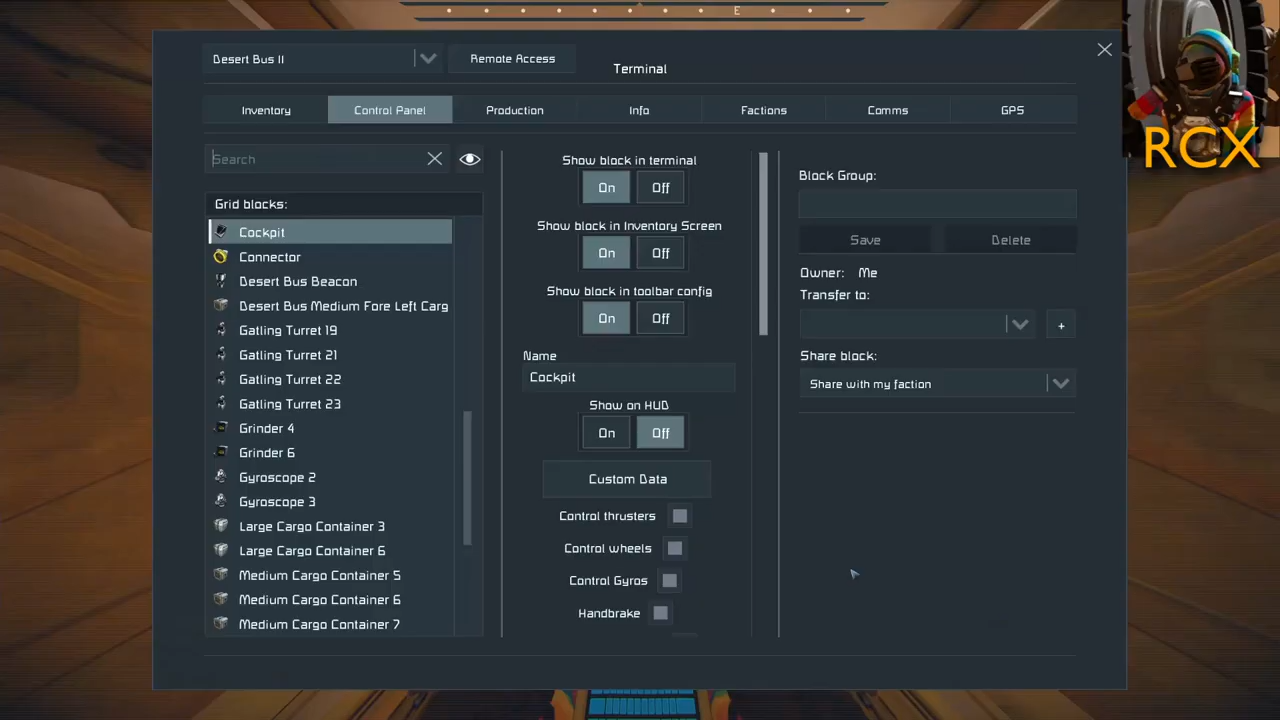 E
RCX
Desert Bus II
Remote Access
Terminal
Inventory
Control Panel
Production
Info
Factions
Comms
GPS
Search
Grid blocks:
Cockpit
Connector
Desert Bus Beacon
Desert Bus Medium Fore Left Carg
Gatling Turret 19
Gatling Turret 21
Gatling Turret 22
Gatling Turret 23
Grinder 4
Grinder 6
Gyroscope 2
Gyroscope 3
Large Cargo Container 3
Large Cargo Container 6
Medium Cargo Container 5
Medium Cargo Container 6
Medium Cargo Container 7
Show block in terminal
On Off
Show block in Inventory Screen
On Off
Show block in toolbar config
On Off
Name
Cockpit
Show on HUD
On Off
Custom Data
Control thrusters
Control wheels
Control Gyros
Handbrake
Block Group:
Save
Delete
Owner: Me
Transfer to:
+
Share block:
Share with my faction